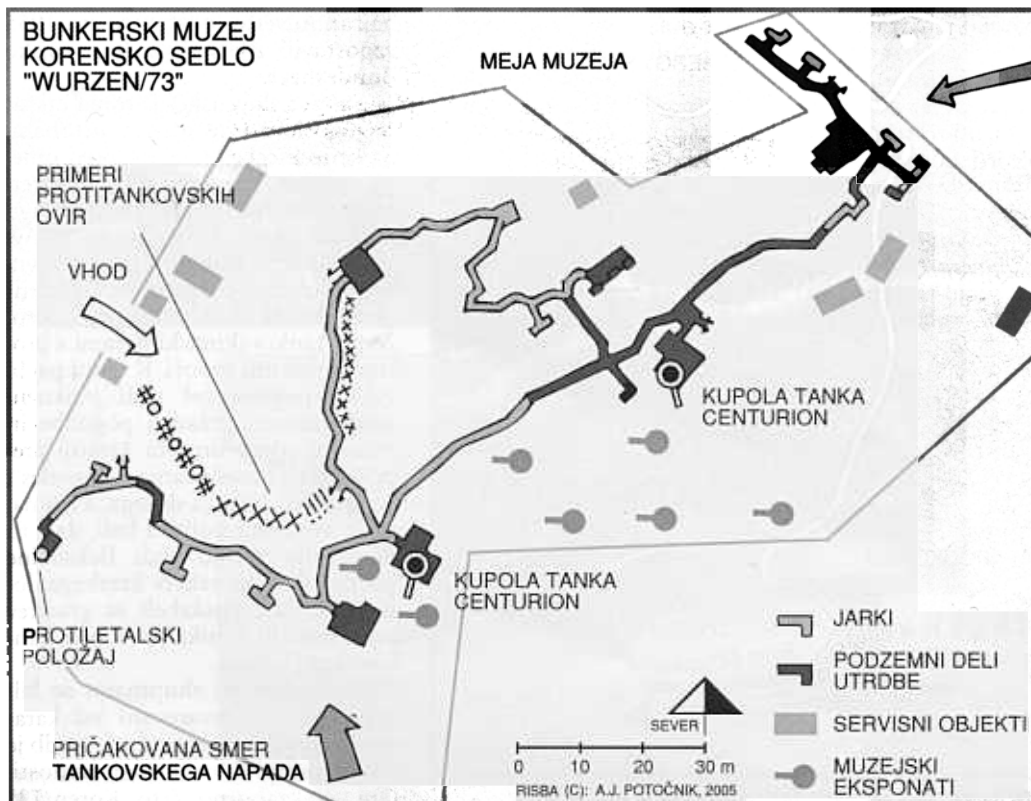 BUNKERSKI MUZEJ
KORENSKO SEDLO
"WURZEN/73"
MEJA MUZEJA
PRIMERI
PROTITANKOVSKIH
OVIR
VHOD
KUPOLA TANKA
CENTURION
KUPOLA TANKA
CENTURION
PROTILETALSKI
POLOŽAJ
PRIČAKOVANA SMER
TANKOVSKEGA NAPADA
JARKI
PODZEMNI DELI
UTRDBE
SERVISNI OBJEKTI
MUZEJSKI
EKSPONATI
SEVER
0 10 20 30 m
RISBA (C): A.J. POTOČNIK, 2005